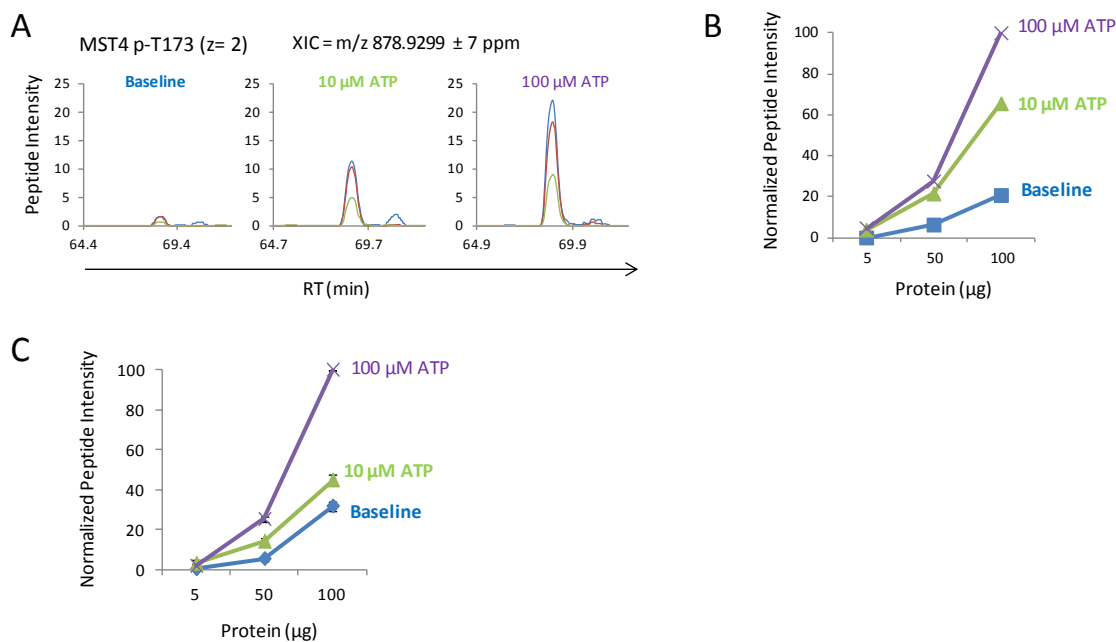 A
MST4 p-T173 (z= 2)
XIC = m/z 878.9299 ± 7 ppm
Baseline
10 µM ATP
100 µM ATP
Peptide Intensity
25
20
15
10
5
0
64.4
69.4
25
20
15
10
5
0
64.7
69.7
25
20
15
10
5
0
64.9
69.9
RT (min)
B
Normalized Peptide Intensity
100
80
60
40
20
0
5
50
100
Protein (µg)
100 µM ATP
10 µM ATP
Baseline
C
Normalized Peptide Intensity
100
80
60
40
20
0
5
50
100
Protein (µg)
100 µM ATP
10 µM ATP
Baseline